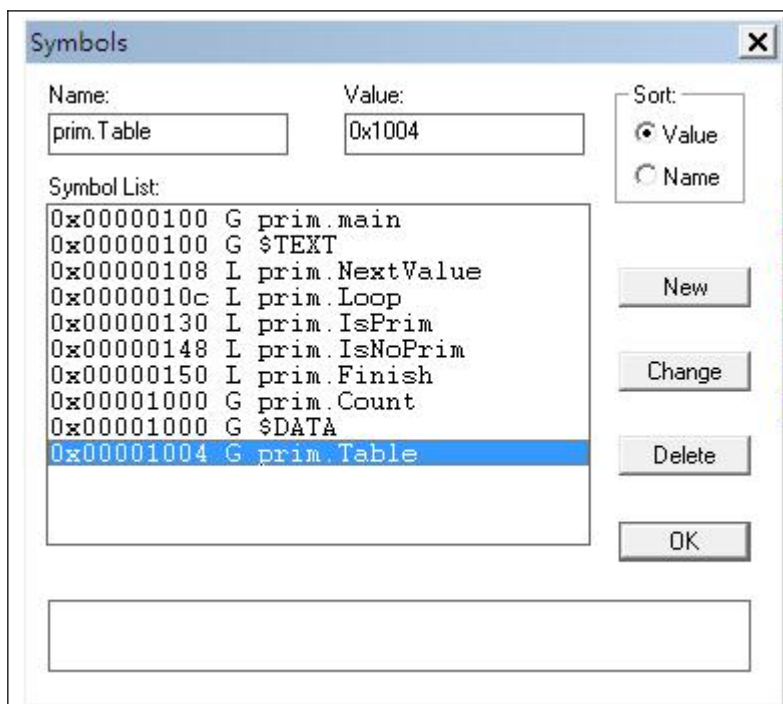 Symbols
Name:
Value:
Sort:
prim.Table
0x1004
Value
Name
Symbol List:
0x00000100 G prim.main
0x00000100 G $TEXT
0x00000108 L prim.NextValue
0x0000010c L prim.Loop
0x00000130 L prim.IsPrim
0x00000148 L prim.IsNoPrim
0x00000150 L prim.Finish
0x00001000 G prim.Count
0x00001000 G $DATA
0x00001004 G prim.Table
New
Change
Delete
OK